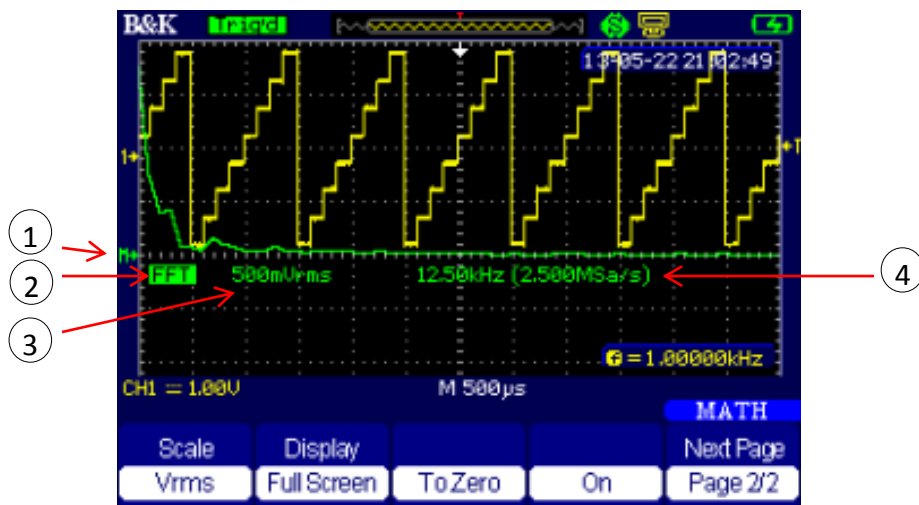 B&K Trig'd
13-05-22 21:02:49
1
T
1
M
2
FFT 500mVrms 12.50kHz (2.500MSa/s)
4
3
f = 1.00000kHz
CH1 = 1.00V M 500µs
MATH
Scale Display Next Page
Vrms Full Screen To Zero On Page 2/2